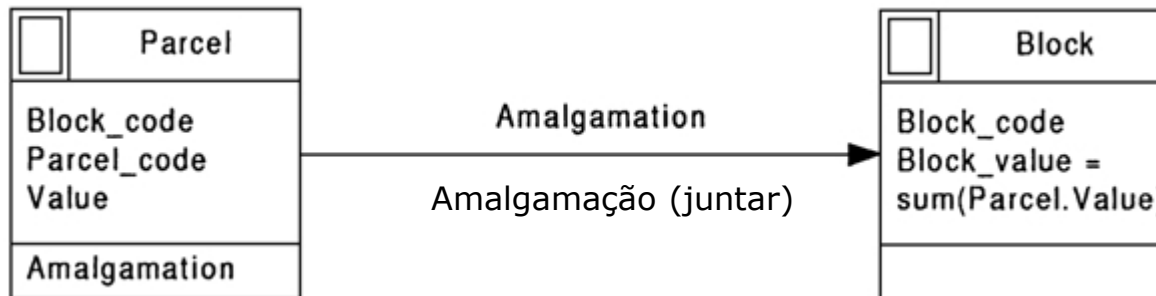 Parcel
Block_code
Parcel_code
Value
Amalgamation
Amalgamation
Amalgamação (juntar)
Block
Block_code
Block_value =
sum(Parcel.Value)